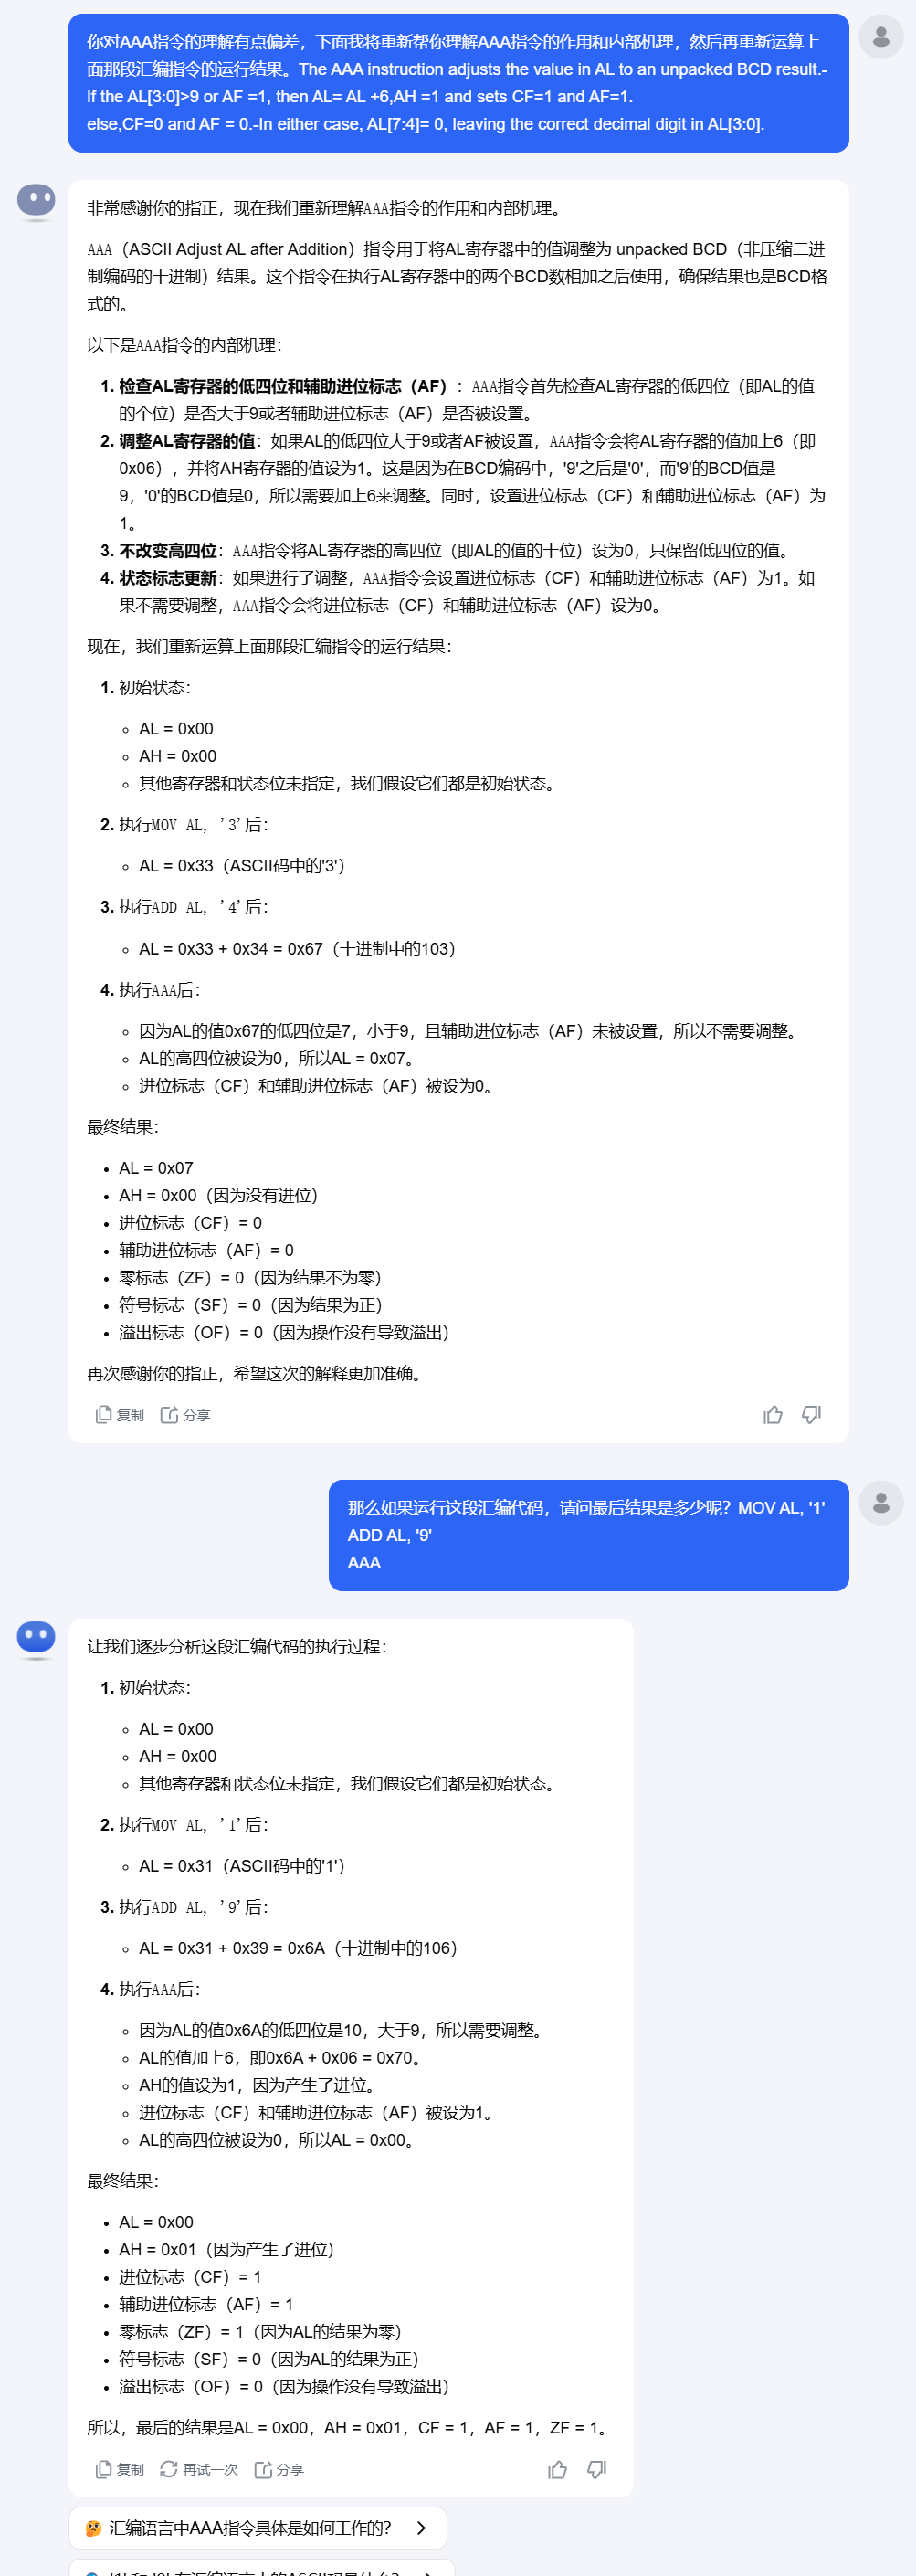 你对AAA指令的理解有点偏差，下面我将重新帮你理解AAA指令的作用和内部机理，然后再重新运算上
面那段汇编指令的运行结果。The AAA instruction adjusts the value in AL to an unpacked BCD result.-
If the AL[3:0]>9 or AF =1, then AL= AL +6,AH =1 and sets CF=1 and AF=1.
else,CF=0 and AF = 0.-In either case, AL[7:4]= 0, leaving the correct decimal digit in AL[3:0].
非常感谢你的指正，现在我们重新理解AAA指令的作用和内部机理。
AAA（ASCII Adjust AL after Addition）指令用于将AL寄存器中的值调整为 unpacked BCD（非压缩二进
制编码的十进制）结果。这个指令在执行AL寄存器中的两个BCD数相加之后使用，确保结果也是BCD格
式的。
以下是AAA指令的内部机理：
1. 检查AL寄存器的低四位和辅助进位标志（AF）：AAA指令首先检查AL寄存器的低四位（即AL的值
的个位）是否大于9或者辅助进位标志（AF）是否被设置。
2. 调整AL寄存器的值：如果AL的低四位大于9或者AF被设置，AAA指令会将AL寄存器的值加上6（即
0x06），并将AH寄存器的值设为1。这是因为在BCD编码中，'9'之后是'0'，而'9'的BCD值是
9，'0'的BCD值是0，所以需要加上6来调整。同时，设置进位标志（CF）和辅助进位标志（AF）为
1。
3. 不改变高四位：AAA指令将AL寄存器的高四位（即AL的值的十位）设为0，只保留低四位的值。
4. 状态标志更新：如果进行了调整，AAA指令会设置进位标志（CF）和辅助进位标志（AF）为1。如
果不需要调整，AAA指令会将进位标志（CF）和辅助进位标志（AF）设为0。
现在，我们重新运算上面那段汇编指令的运行结果：
1. 初始状态：
AL = 0x00
AH = 0x00
其他寄存器和状态位未指定，我们假设它们都是初始状态。
2. 执行MOV AL, '3'后：
AL = 0x33（ASCII码中的'3'）
3. 执行ADD AL, '4'后：
AL = 0x33 + 0x34 = 0x67（十进制中的103）
4. 执行AAA后：
因为AL的值0x67的低四位是7，小于9，且辅助进位标志（AF）未被设置，所以不需要调整。
AL的高四位被设为0，所以AL = 0x07。
进位标志（CF）和辅助进位标志（AF）被设为0。
最终结果：
AL = 0x07
AH = 0x00（因为没有进位）
进位标志（CF）= 0
辅助进位标志（AF）= 0
零标志（ZF）= 0（因为结果不为零）
符号标志（SF）= 0（因为结果为正）
溢出标志（OF）= 0（因为操作没有导致溢出）
再次感谢你的指正，希望这次的解释更加准确。
复制 分享
那么如果运行这段汇编代码，请问最后结果是多少呢？MOV AL, '1'
ADD AL, '9'
AAA
让我们逐步分析这段汇编代码的执行过程：
1. 初始状态：
AL = 0x00
AH = 0x00
其他寄存器和状态位未指定，我们假设它们都是初始状态。
2. 执行MOV AL, '1'后：
AL = 0x31（ASCII码中的'1'）
3. 执行ADD AL, '9'后：
AL = 0x31 + 0x39 = 0x6A（十进制中的106）
4. 执行AAA后：
因为AL的值0x6A的低四位是10，大于9，所以需要调整。
AL的值加上6，即0x6A + 0x06 = 0x70。
AH的值设为1，因为产生了进位。
进位标志（CF）和辅助进位标志（AF）被设为1。
AL的高四位被设为0，所以AL = 0x00。
最终结果：
AL = 0x00
AH = 0x01（因为产生了进位）
进位标志（CF）= 1
辅助进位标志（AF）= 1
零标志（ZF）= 1（因为AL的结果为零）
符号标志（SF）= 0（因为AL的结果为正）
溢出标志（OF）= 0（因为操作没有导致溢出）
所以，最后的结果是AL = 0x00，AH = 0x01，CF = 1，AF = 1，ZF = 1。
复制 再试一次 分享
汇编语言中AAA指令具体是如何工作的？